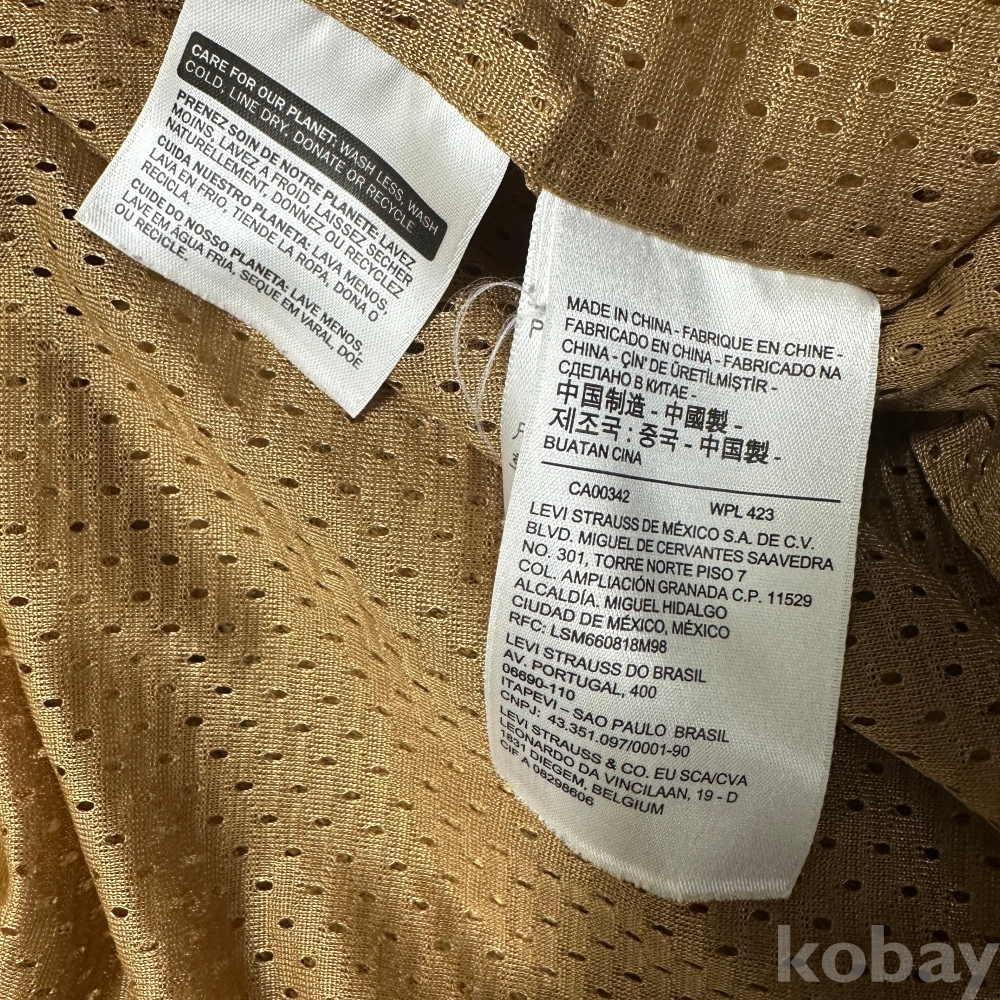 CARE FOR OUR PLANET: WASH LESS, WASH
COLD, LINE DRY, DONATE OR RECYCLE
PRENEZ SOIN DE NOTRE PLANÈTE: LAVEZ
MOINS, LAVEZ À FROID, LAISSEZ SÉCHER
NATURELLEMENT, DONNEZ OU RECYCLEZ
CUIDA NUESTRO PLANETA: LAVA MENOS,
LAVA EN FRIO, TIENDE LA ROPA, DONA O
RECICLA.
CUIDE DO NOSSO PLANETA: LAVE MENOS,
LAVE EM ÁGUA FRIA, SEQUE EM VARAL, DOE
OU RECICLE.
P
MADE IN CHINA - FABRIQUE EN CHINE -
FABRICADO EN CHINA - FABRICADO NA
CHINA - ÇİN' DE ÜRETİLMİŞTİR -
СДЕЛАНО В КИТАЕ -
中国制造 - 中國製 -
제조국 : 중국 - 中国製 -
BUATAN CINA
CA00342 WPL 423
LEVI STRAUSS DE MÉXICO S.A. DE C.V.
BLVD. MIGUEL DE CERVANTES SAAVEDRA
NO. 301, TORRE NORTE PISO 7
COL. AMPLIACIÓN GRANADA C.P. 11529
ALCALDÍA. MIGUEL HIDALGO
CIUDAD DE MÉXICO, MÉXICO
RFC: LSM660818M98
LEVI STRAUSS DO BRASIL
AV. PORTUGAL, 400
06690-110
ITAPEVI – SAO PAULO BRASIL
CNPJ: 43.351.097/0001-90
LEVI STRAUSS & CO. EU SCA/CVA
LEONARDO DA VINCILAAN, 19 - D
1831 DIEGEM, BELGIUM
CIF A 08298606
kobay